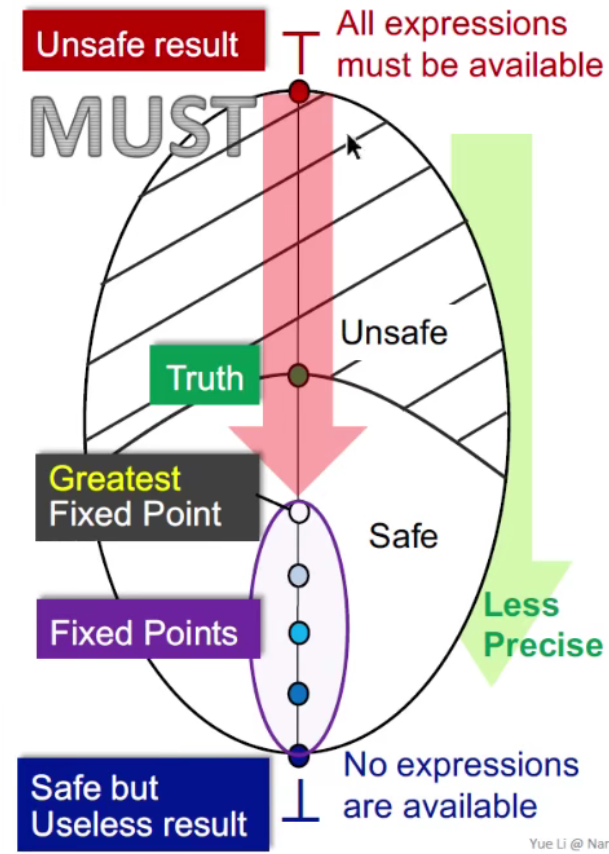 Unsafe result
⊤
All expressions
must be available
MUST
Unsafe
Truth
Greatest
Fixed Point
Safe
Fixed Points
Less
Precise
Safe but
Useless result
⊥
No expressions
are available
Yue Li @